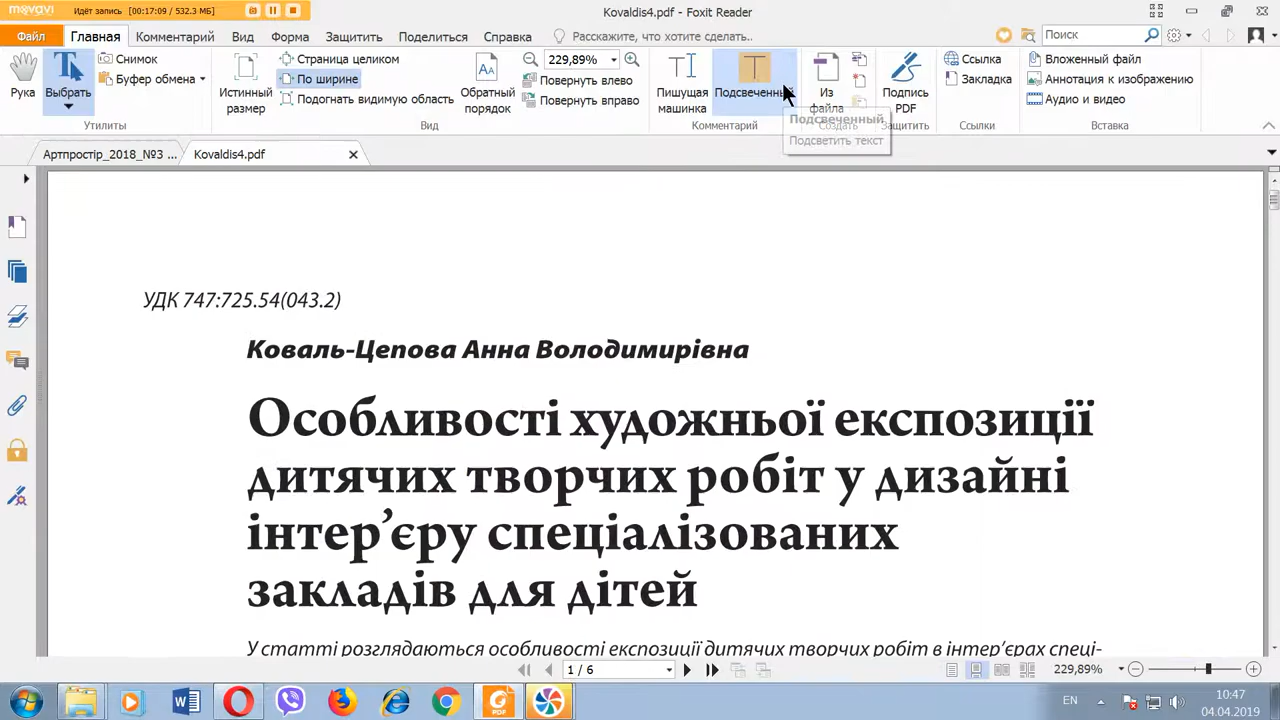 movavi Идёт запись (00:17:09 / 532.3 MБ)
Kovaldis4.pdf - Foxit Reader
Файл Главная Комментарий Вид Форма Защитить Поделиться Справка Расскажите, что хотите сделать.. Поиск
Рука
Выбрать
Снимок
Буфер обмена
Утилиты
Истинный размер
Страница целиком
По ширине
Подогнать видимую область
Обратный порядок
229,89%
Повернуть влево
Повернуть вправо
Вид
Пишущая машинка
Подсвеченный
Комментарий
Из файла
Создать
Подпись PDF
Защитить
Ссылка
Закладка
Ссылки
Вложенный файл
Аннотация к изображению
Аудио и видео
Вставка
Подсвеченный
Подсветить текст
Артпростір_2018_№3 ... Kovaldis4.pdf
УДК 747:725.54(043.2)
Коваль-Цепова Анна Володимирівна
Особливості художньої експозиції
дитячих творчих робіт у дизайні
інтер’єру спеціалізованих
закладів для дітей
У статті розглядаються особливості експозиції дитячих творчих робіт в інтер’єрах спеці-
1 / 6 229,89%
EN 10:47
04.04.2019